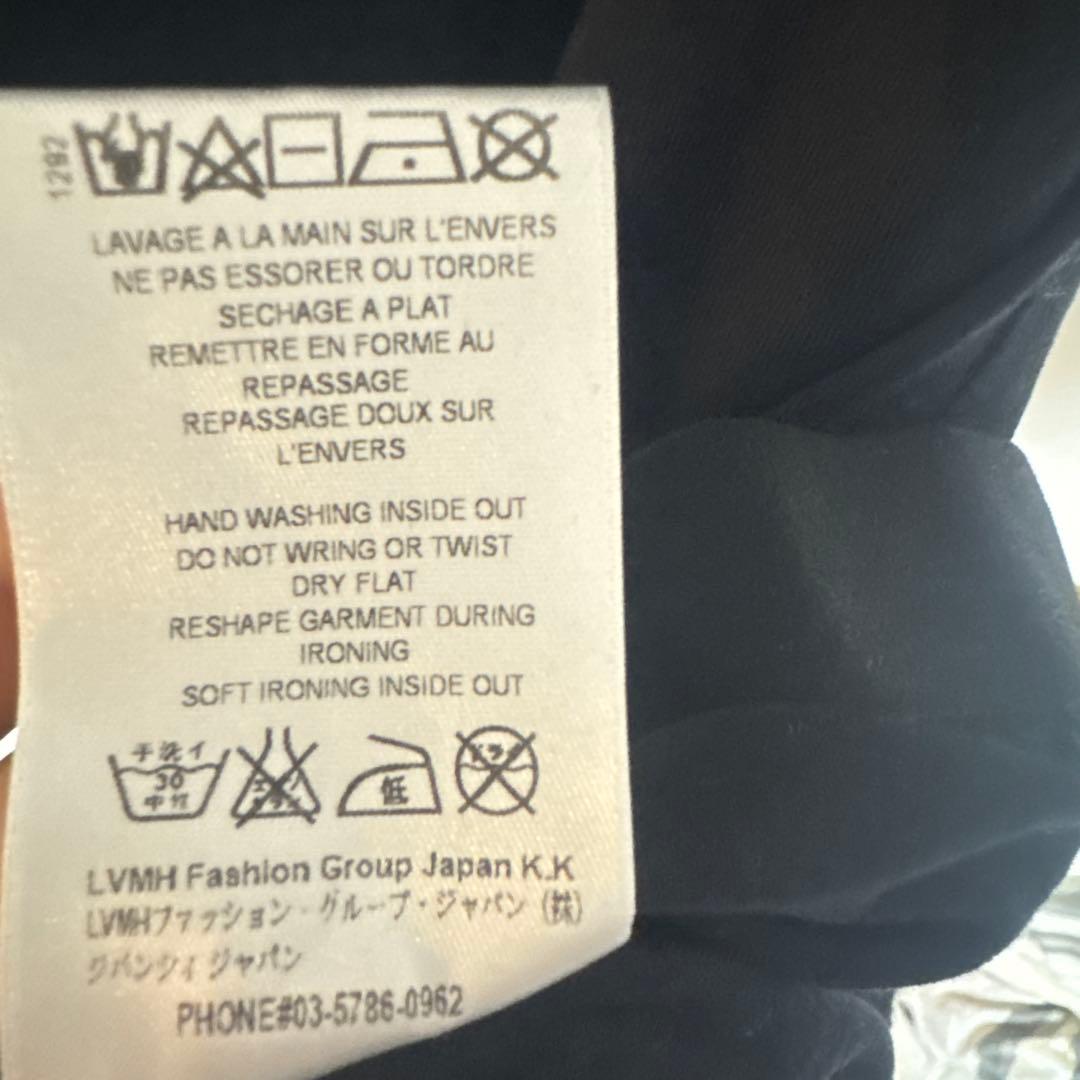 1292
LAVAGE A LA MAIN SUR L'ENVERS
NE PAS ESSORER OU TORDRE
SECHAGE A PLAT
REMETTRE EN FORME AU
REPASSAGE
REPASSAGE DOUX SUR
L'ENVERS
HAND WASHING INSIDE OUT
DO NOT WRING OR TWIST
DRY FLAT
RESHAPE GARMENT DURING
IRONING
SOFT IRONING INSIDE OUT
手洗イ
30
中性
低
ドライ
LVMH Fashion Group Japan K.K
LVMHファッション・グループ・ジャパン (株)
ジバンシィ ジャパン
PHONE#03-5786-0962